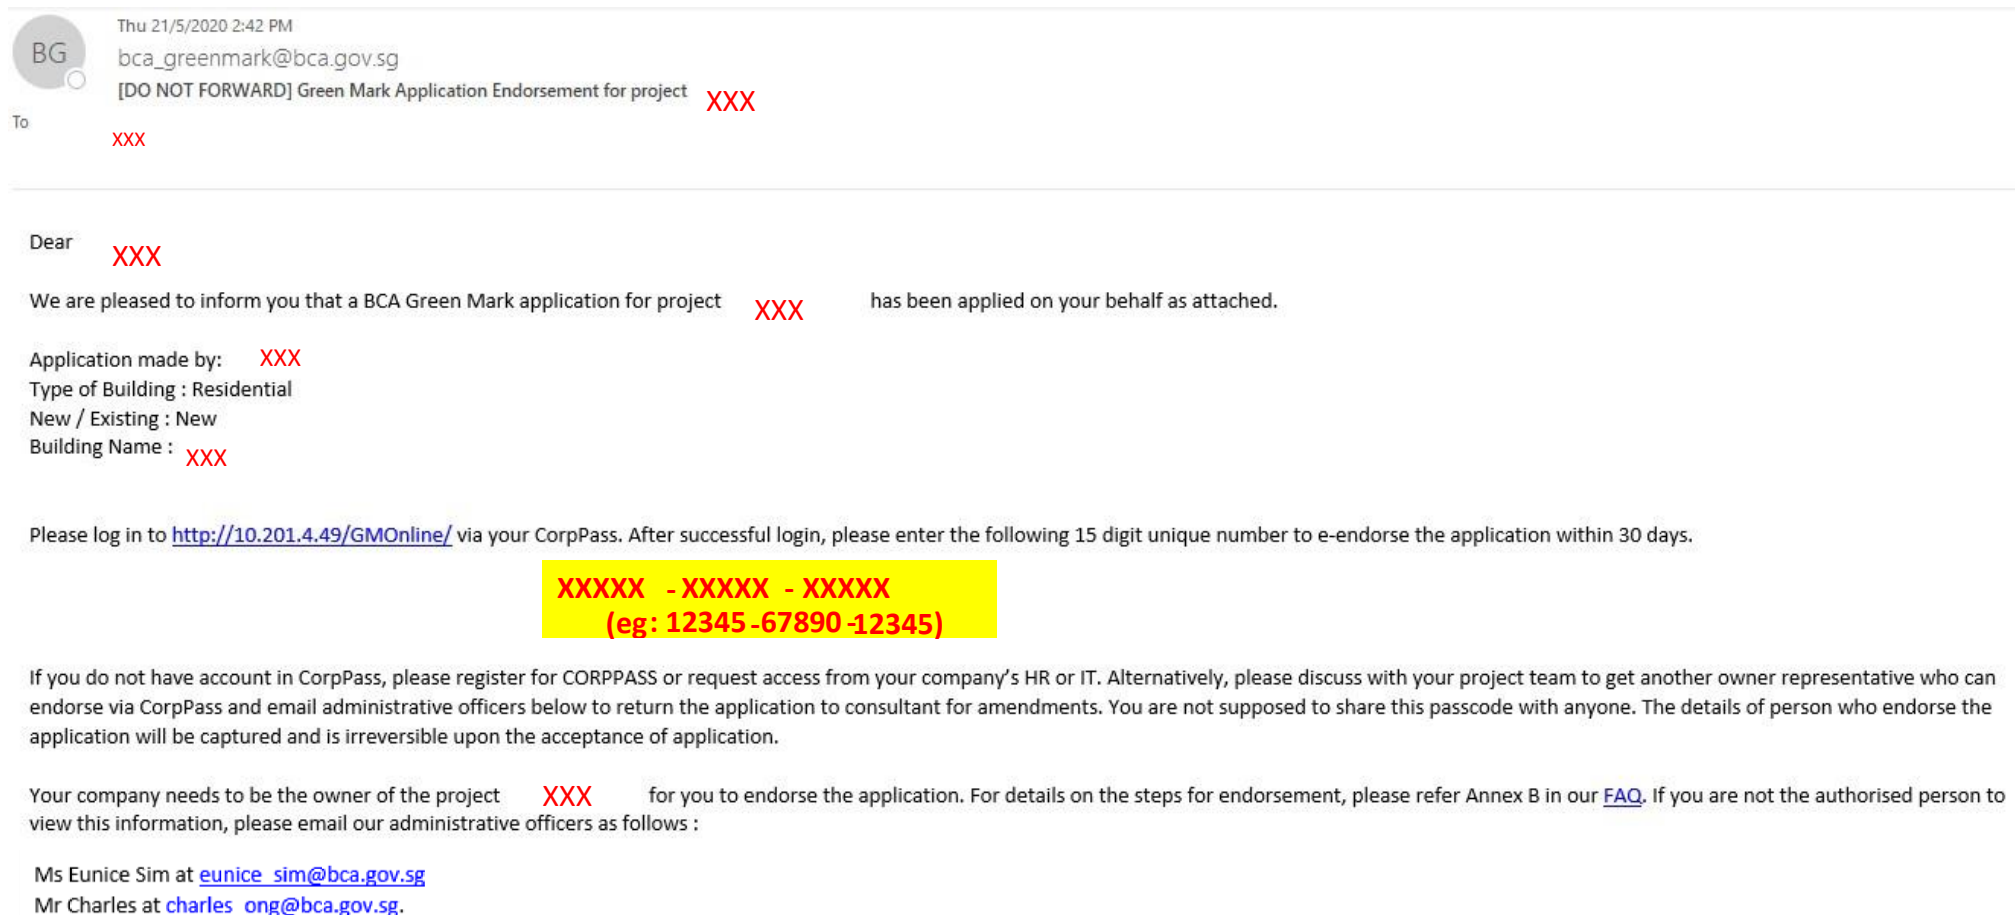 BG
Thu 21/5/2020 2:42 PM
bca_greenmark@bca.gov.sg
[DO NOT FORWARD] Green Mark Application Endorsement for project XXX
To
XXX
Dear XXX
We are pleased to inform you that a BCA Green Mark application for project XXX has been applied on your behalf as attached.
Application made by: XXX
Type of Building : Residential
New / Existing : New
Building Name : XXX
Please log in to http://10.201.4.49/GMOnline/ via your CorpPass. After successful login, please enter the following 15 digit unique number to e-endorse the application within 30 days.
XXXXX - XXXXX - XXXXX
(eg: 12345-67890-12345)
If you do not have account in CorpPass, please register for CORPPASS or request access from your company's HR or IT. Alternatively, please discuss with your project team to get another owner representative who can
endorse via CorpPass and email administrative officers below to return the application to consultant for amendments. You are not supposed to share this passcode with anyone. The details of person who endorse the
application will be captured and is irreversible upon the acceptance of application.
Your company needs to be the owner of the project XXX for you to endorse the application. For details on the steps for endorsement, please refer Annex B in our FAQ. If you are not the authorised person to
view this information, please email our administrative officers as follows :
Ms Eunice Sim at eunice_sim@bca.gov.sg
Mr Charles at charles_ong@bca.gov.sg.